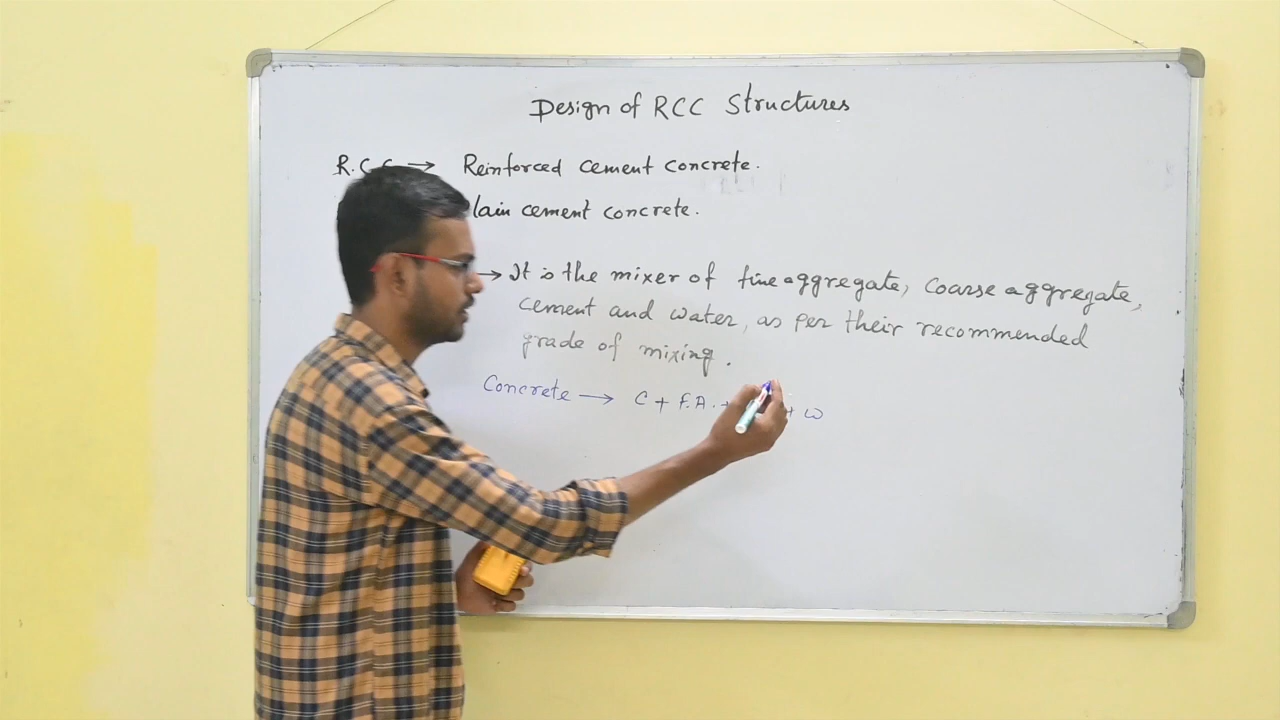 Design of RCC Structures
R.C.C → Reinforced cement concrete.
lain cement concrete.
→ It is the mixer of fine aggregate, coarse aggregate,
cement and water, as per their recommended
grade of mixing.
Concrete → C + F.A. + + W